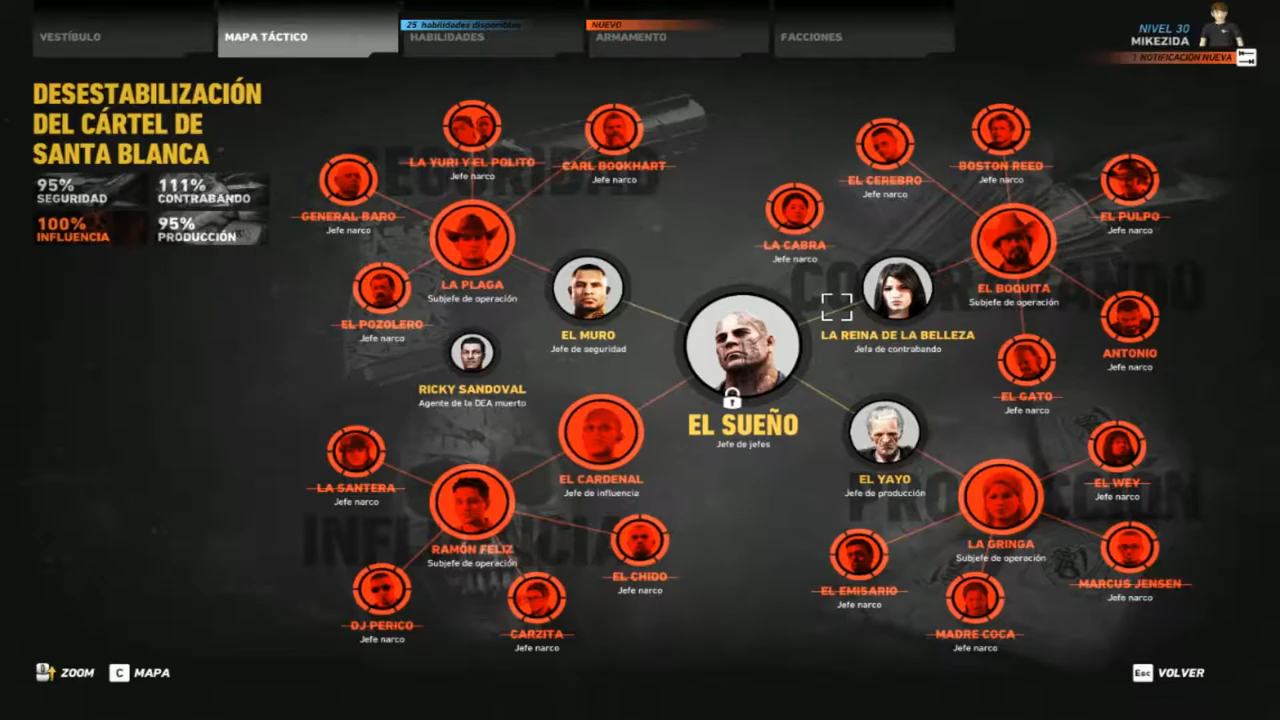 VESTÍBULO
MAPA TÁCTICO
25 habilidades disponibles
HABILIDADES
NUEVO
ARMAMENTO
FACCIONES
NIVEL 30
MIKEZIDA
1 NOTIFICACIÓN NUEVA
DESESTABILIZACIÓN
DEL CÁRTEL DE
SANTA BLANCA
95%
SEGURIDAD
111%
CONTRABANDO
100%
INFLUENCIA
95%
PRODUCCIÓN
SEGURIDAD
CONTRABANDO
INFLUENCIA
PRODUCCIÓN
LA YURI Y EL POLITO
Jefe narco
CARL BOOKHART
Jefe narco
GENERAL BARO
Jefe narco
LA PLAGA
Subjefe de operación
EL POZOLERO
Jefe narco
EL MURO
Jefe de seguridad
RICKY SANDOVAL
Agente de la DEA muerto
EL CEREBRO
Jefe narco
BOSTON REED
Jefe narco
EL PULPO
Jefe narco
LA CABRA
Jefe narco
EL BOQUITA
Subjefe de operación
LA REINA DE LA BELLEZA
Jefa de contrabando
ANTONIO
Jefe narco
EL GATO
Jefe narco
EL SUEÑO
Jefe de jefes
LA SANTERA
Jefe narco
EL CARDENAL
Jefe de influencia
RAMÓN FELIZ
Subjefe de operación
EL CHIDO
Jefe narco
DJ PERICO
Jefe narco
CARZITA
Jefe narco
EL YAYO
Jefe de producción
EL WEY
Jefe narco
LA GRINGA
Subjefe de operación
EL EMISARIO
Jefe narco
MARCUS JENSEN
Jefe narco
MADRE COCA
Jefe narco
ZOOM
C MAPA
Esc VOLVER